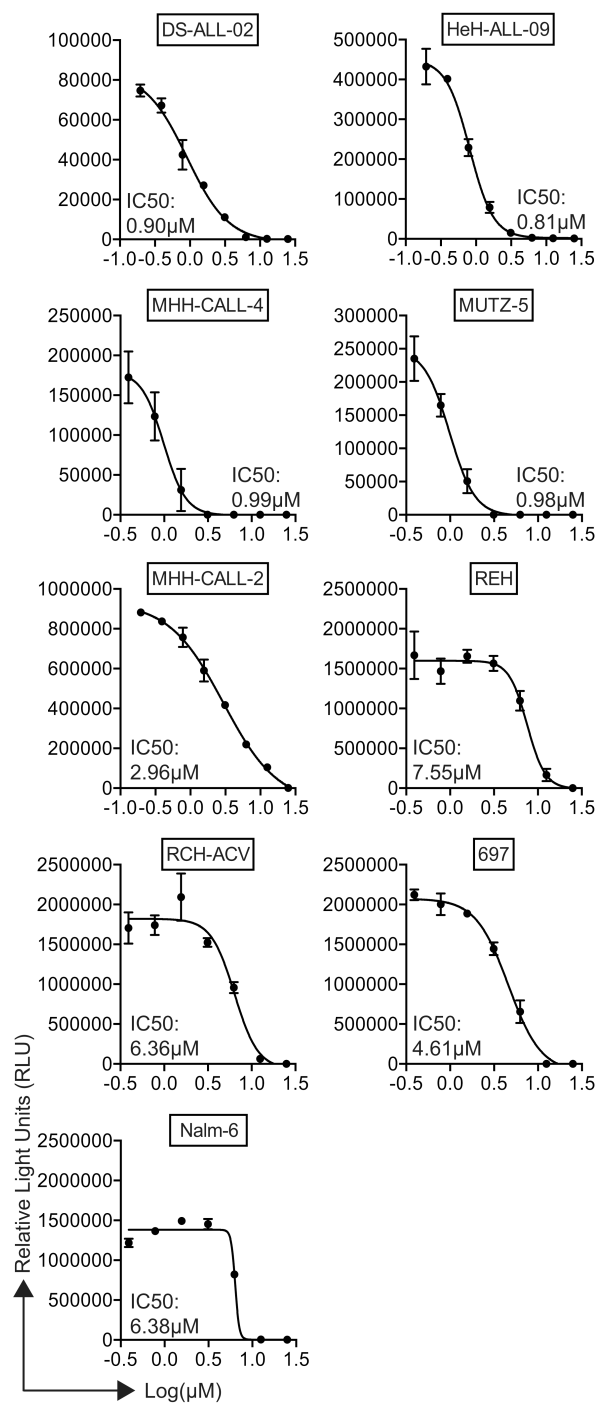 DS-ALL-02
100000
80000
60000
40000
20000
0
IC50:
0.90µM
-1.0 -0.5 0.0 0.5 1.0 1.5
HeH-ALL-09
500000
400000
300000
200000
100000
0
IC50:
0.81µM
-1.0 -0.5 0.0 0.5 1.0 1.5
MHH-CALL-4
250000
200000
150000
100000
50000
0
IC50:
0.99µM
-0.5 0.0 0.5 1.0 1.5
MUTZ-5
300000
250000
200000
150000
100000
50000
0
IC50:
0.98µM
-0.5 0.0 0.5 1.0 1.5
MHH-CALL-2
1000000
800000
600000
400000
200000
0
IC50:
2.96µM
-1.0 -0.5 0.0 0.5 1.0 1.5
REH
2500000
2000000
1500000
1000000
500000
0
IC50:
7.55µM
-0.5 0.0 0.5 1.0 1.5
RCH-ACV
2500000
2000000
1500000
1000000
500000
0
IC50:
6.36µM
-0.5 0.0 0.5 1.0 1.5
697
2500000
2000000
1500000
1000000
500000
0
IC50:
4.61µM
-0.5 0.0 0.5 1.0 1.5
Nalm-6
2500000
2000000
1500000
1000000
500000
0
IC50:
6.38µM
-0.5 0.0 0.5 1.0 1.5
Relative Light Units (RLU)
Log(µM)